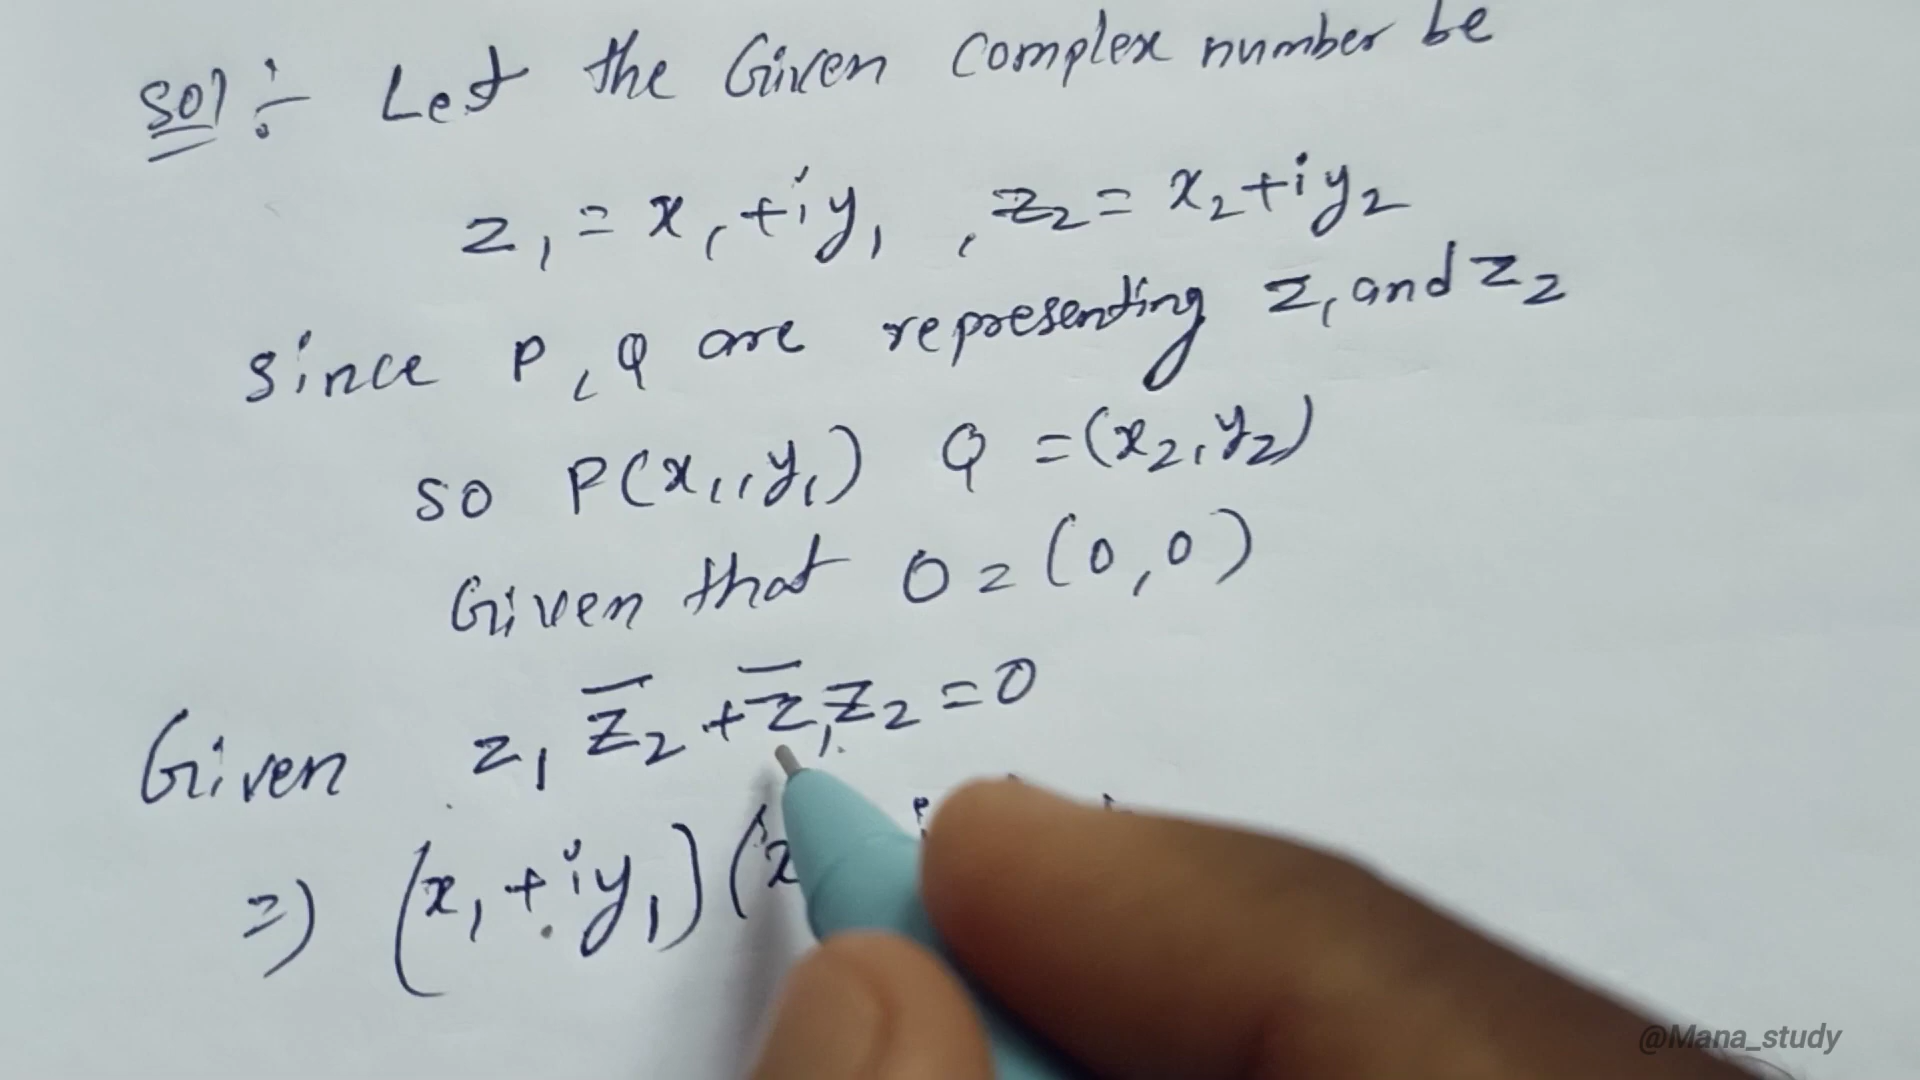 Sol :- Let the Given Complex number be
z₁ = x₁ + iy₁ , z₂ = x₂ + iy₂
Since P, Q are representing z₁ and z₂
so P(x₁, y₁) Q = (x₂, y₂)
Given that O = (0, 0)
Given z₁ z̅₂ + z̅₁ z₂ = 0
=> (x₁ + iy₁) (x
@Mana_study